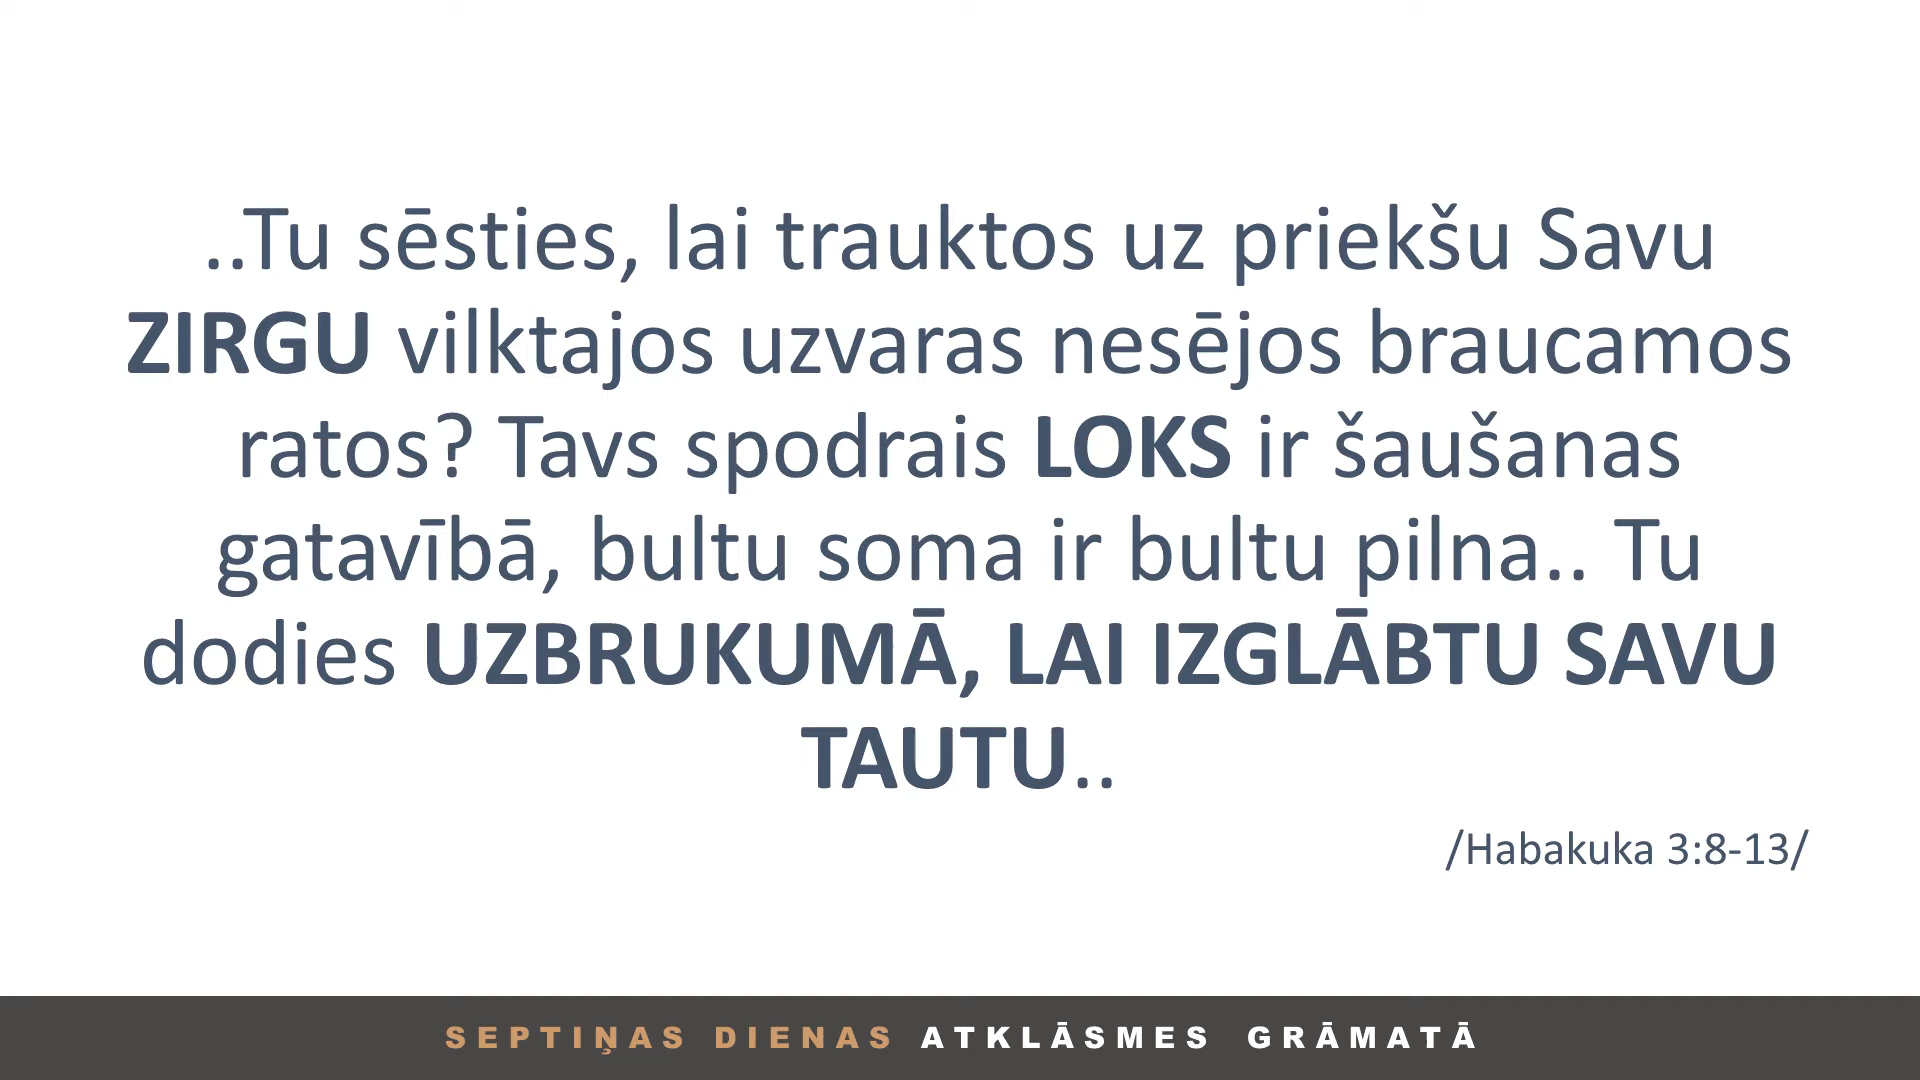 ..Tu sēsties, lai trauktos uz priekšu Savu
ZIRGU vilktajos uzvaras nesējos braucamos
ratos? Tavs spodrais LOKS ir šaušanas
gatavībā, bultu soma ir bultu pilna.. Tu
dodies UZBRUKUMĀ, LAI IZGLĀBTU SAVU
TAUTU..
/Habakuka 3:8-13/
SEPTIŅAS DIENAS ATKLĀSMES GRĀMATĀ